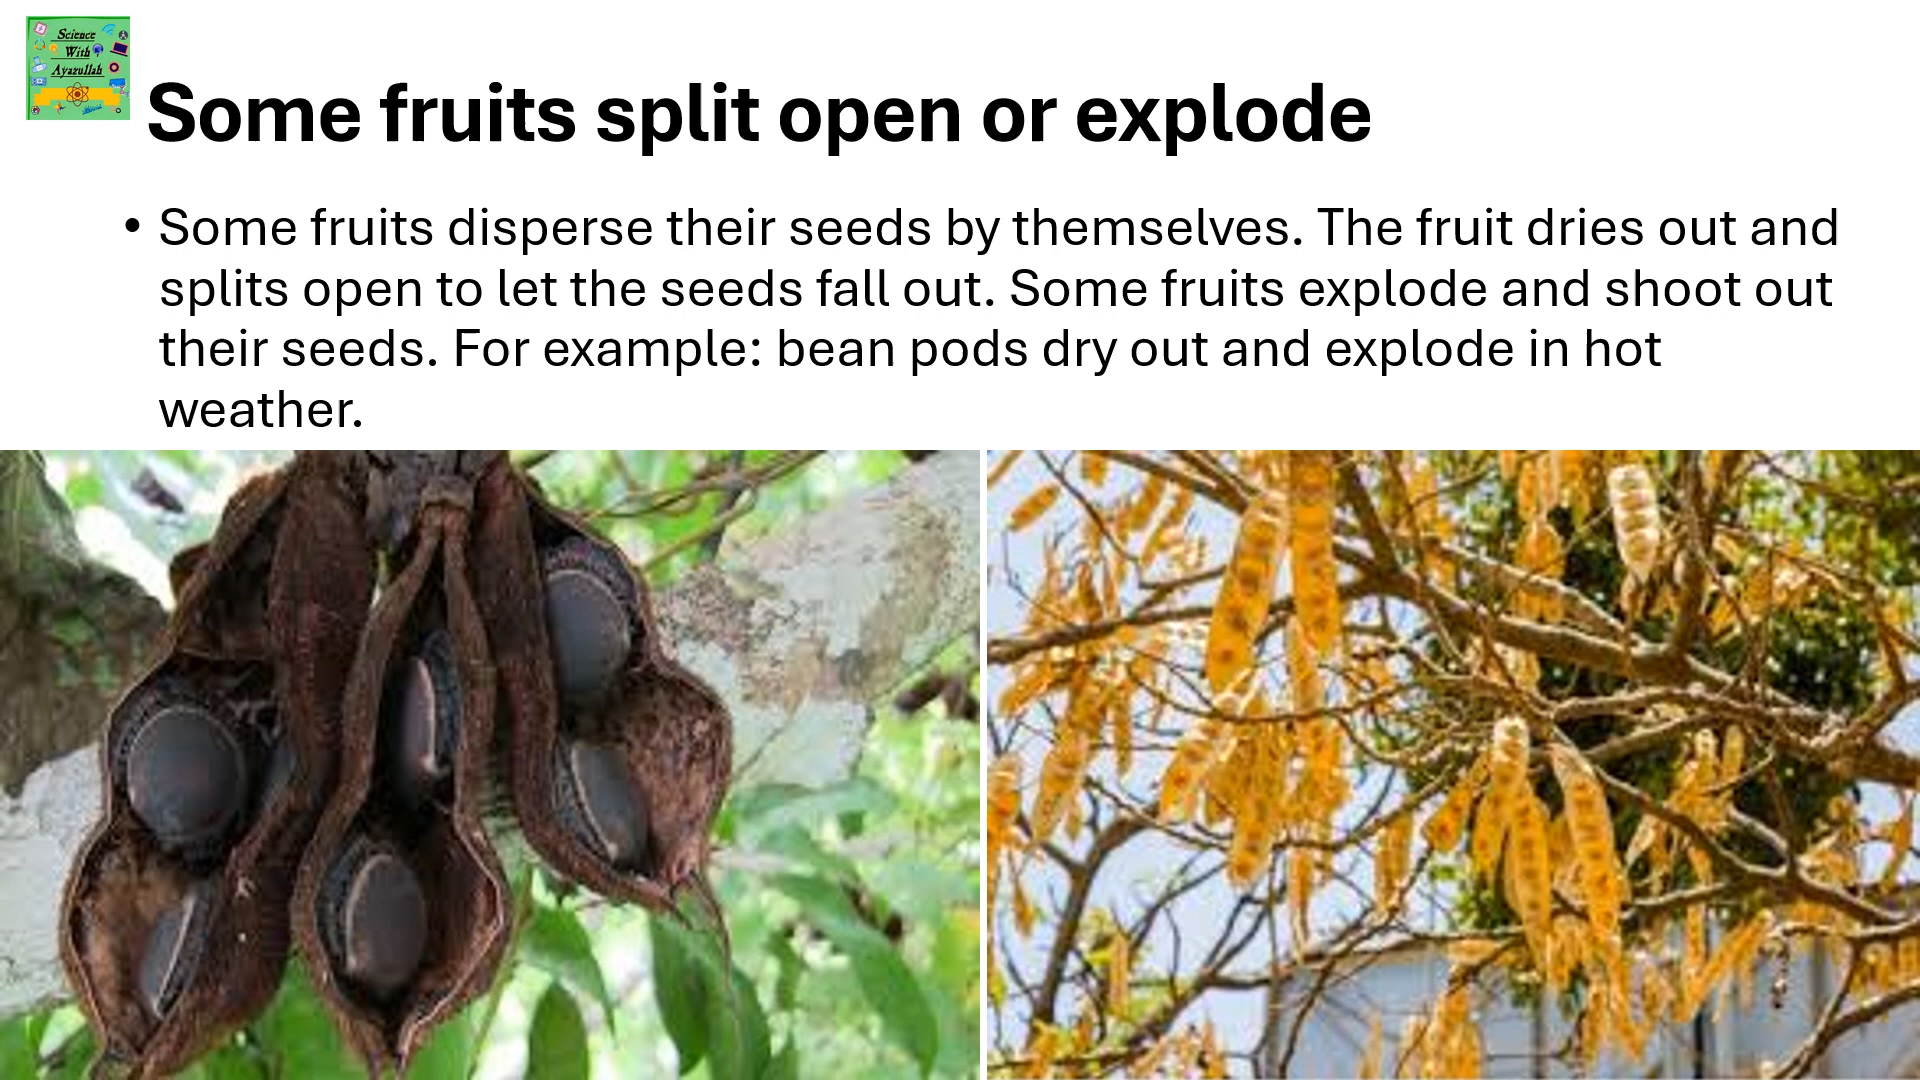 Science
With
Ayazullah
Some fruits split open or explode
• Some fruits disperse their seeds by themselves. The fruit dries out and
splits open to let the seeds fall out. Some fruits explode and shoot out
their seeds. For example: bean pods dry out and explode in hot
weather.